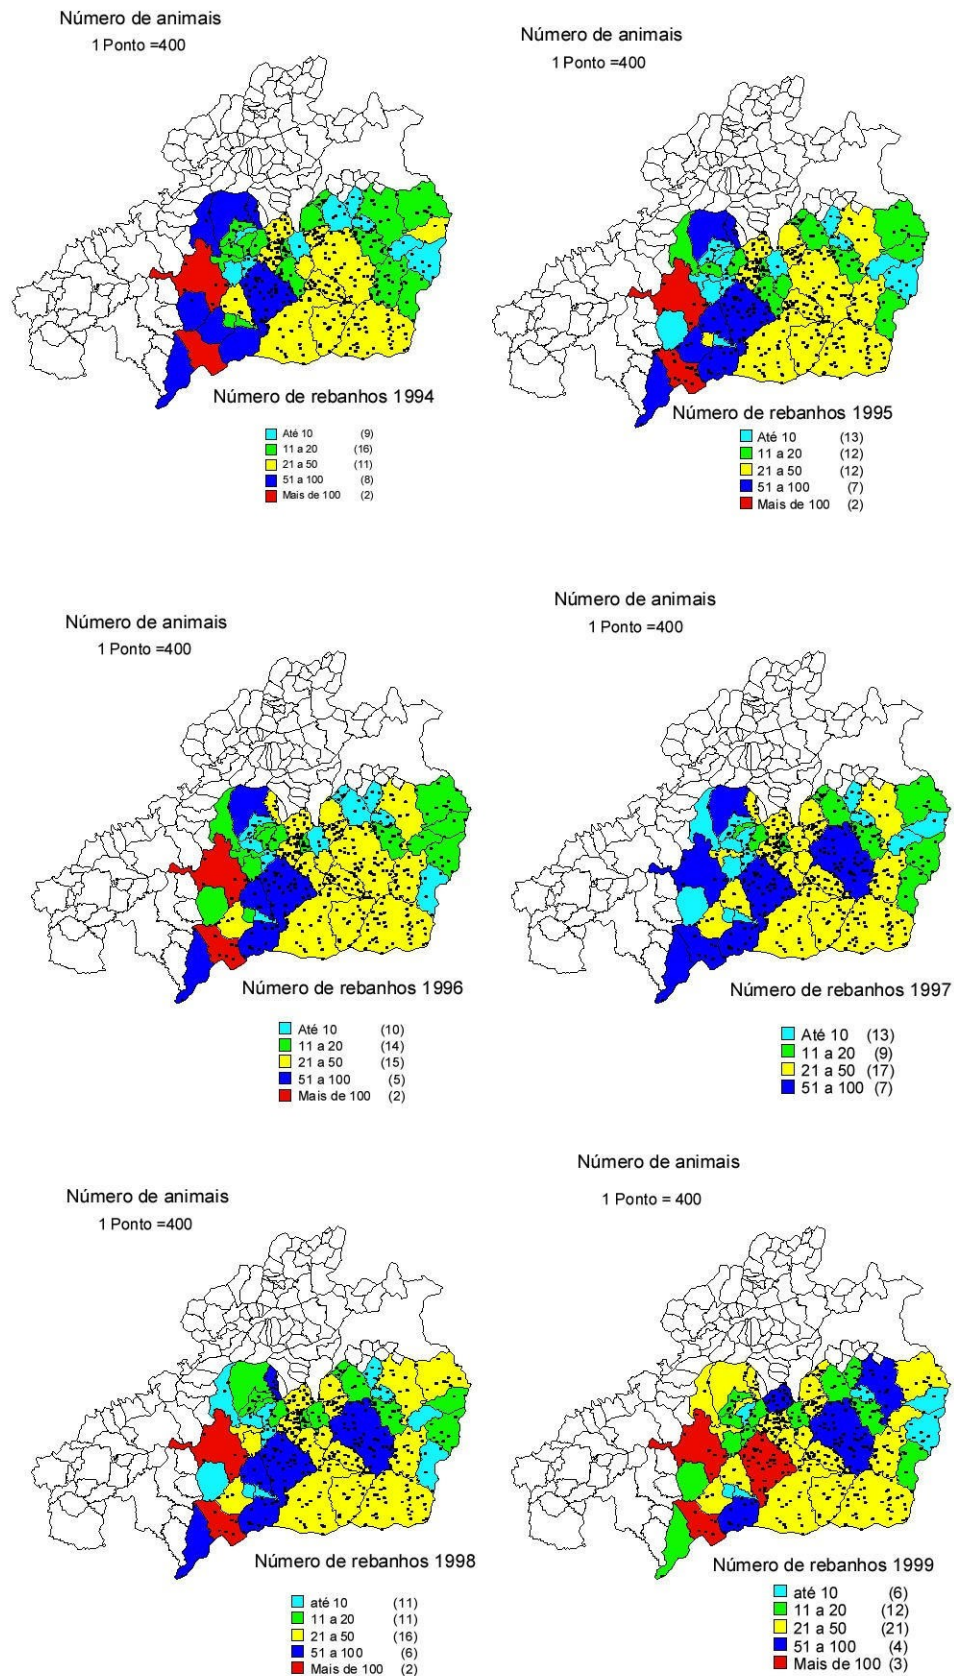 Número de animais
1 Ponto =400
Número de rebanhos 1994
Até 10 (9)
11 a 20 (16)
21 a 50 (11)
51 a 100 (8)
Mais de 100 (2)
Número de animais
1 Ponto =400
Número de rebanhos 1995
Até 10 (13)
11 a 20 (12)
21 a 50 (12)
51 a 100 (7)
Mais de 100 (2)
Número de animais
1 Ponto =400
Número de rebanhos 1996
Até 10 (10)
11 a 20 (14)
21 a 50 (15)
51 a 100 (5)
Mais de 100 (2)
Número de animais
1 Ponto =400
Número de rebanhos 1997
Até 10 (13)
11 a 20 (9)
21 a 50 (17)
51 a 100 (7)
Número de animais
1 Ponto =400
Número de rebanhos 1998
até 10 (11)
11 a 20 (11)
21 a 50 (16)
51 a 100 (6)
Mais de 100 (2)
Número de animais
1 Ponto = 400
Número de rebanhos 1999
até 10 (6)
11 a 20 (12)
21 a 50 (21)
51 a 100 (4)
Mais de 100 (3)